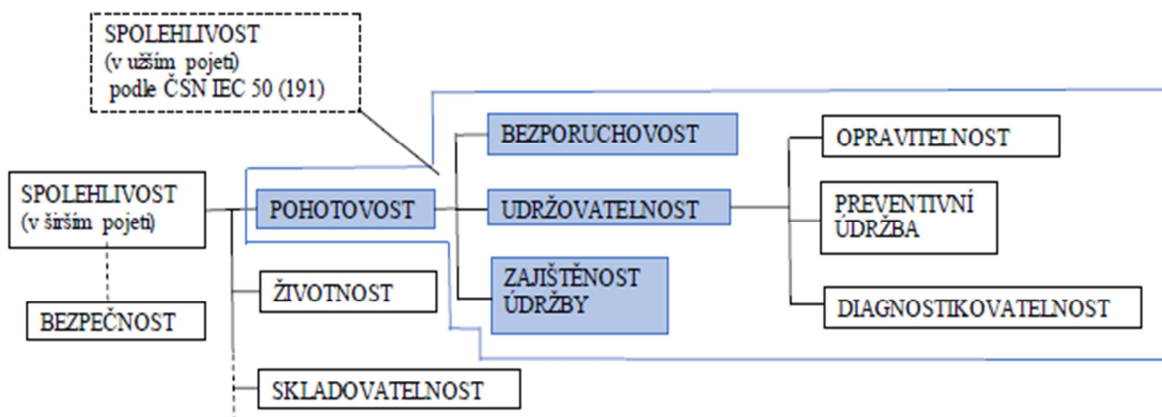 SPOLEHLIVOST
(v užším pojetí)
podle ČSN IEC 50 (191)
BEZPORUCHOVOST
OPRAVITELNOST
SPOLEHLIVOST
(v širším pojetí)
POHOTOVOST
UDRŽOVATELNOST
PREVENTIVNÍ
ÚDRŽBA
ZAJIŠTĚNOST
ÚDRŽBY
ŽIVOTNOST
DIAGNOSTIKOVATELNOST
BEZPEČNOST
SKLADOVATELNOST